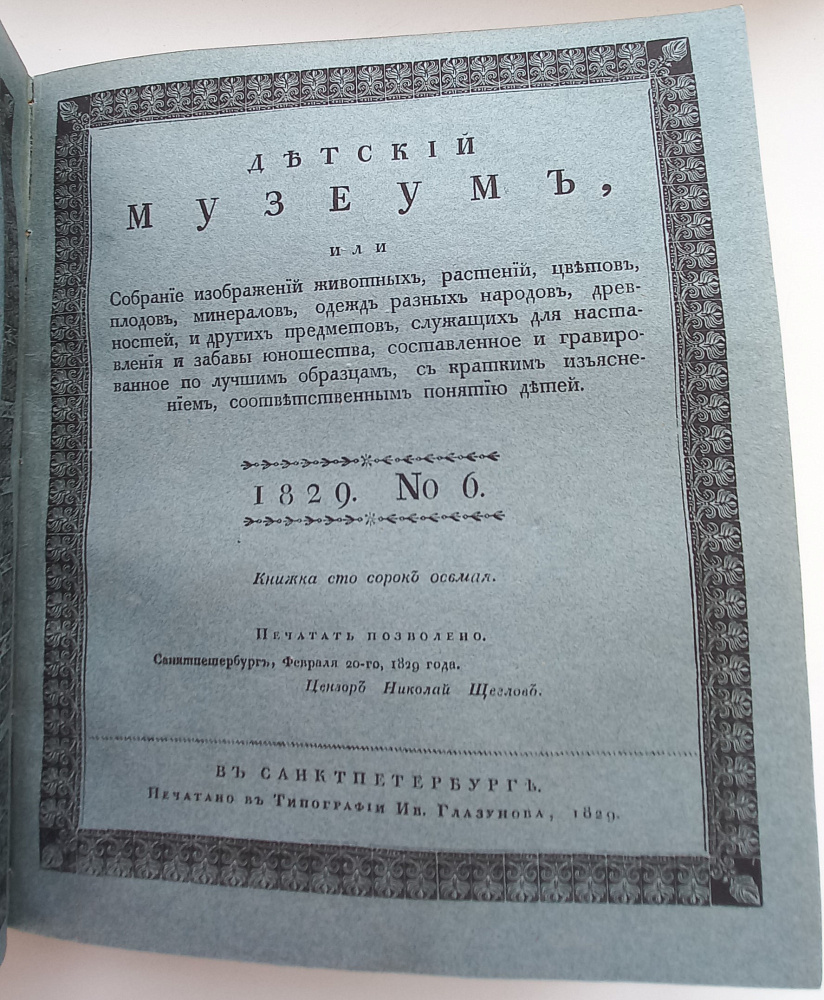 ДѢТСКІЙ
МУЗЕУМЪ,
или
Собраніе изображеній животныхъ, растеній, цвѣтовъ,
плодовъ, минераловъ, одеждъ разныхъ народовъ, древ-
ностей, и другихъ предметовъ, служащихъ для наста-
вленія и забавы юношества, составленное и гравиро-
ванное по лучшимъ образцамъ, съ краткимъ изъясне-
ніемъ, соотвѣтственнымъ понятію дѣтей.
1829. No 6.
Книжка сто сорокъ осемая.
Печатать позволено.
Санктпетербургъ, Февраля 20-го, 1829 года.
Цензоръ Николай Щегловъ.
ВЪ САНКТПЕТЕРБУРГѢ.
Печатано въ Типографіи Ив. Глазунова, 1829.